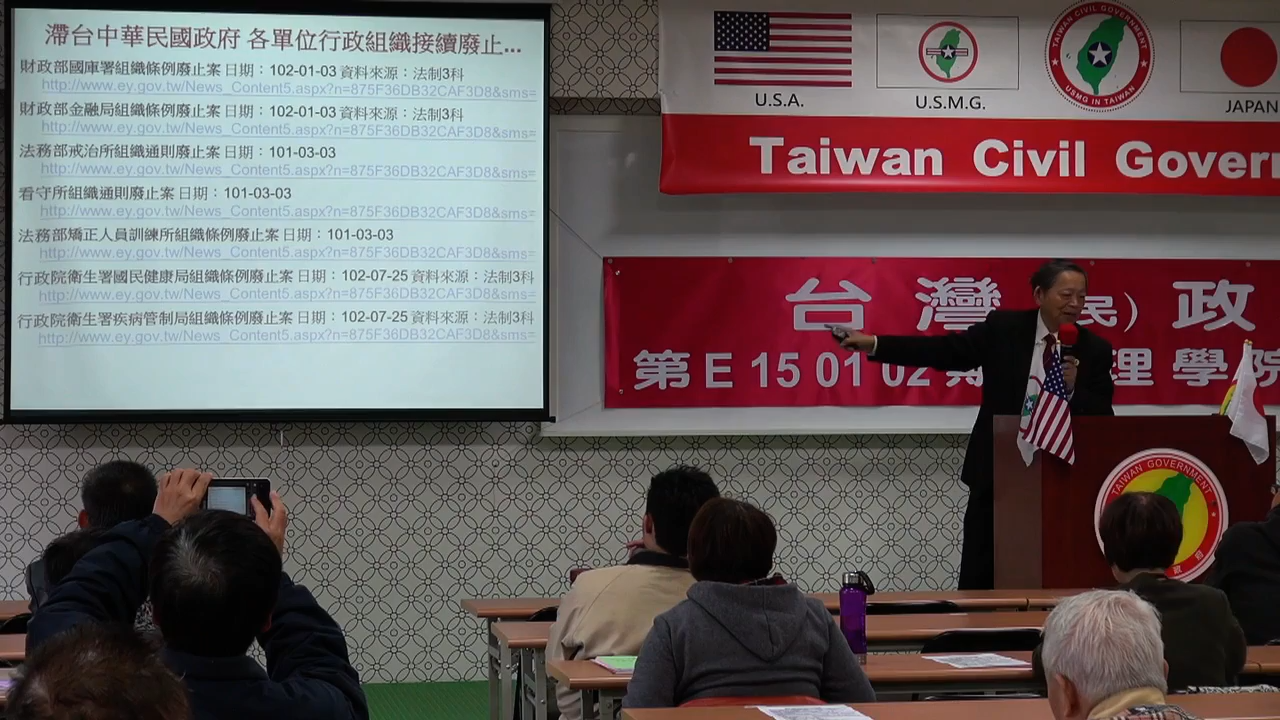 滯台中華民國政府 各單位行政組織接續廢止...
財政部國庫署組織條例廢止案 日期：102-01-03 資料來源：法制3科
http://www.ey.gov.tw/News_Content5.aspx?n=875F36DB32CAF3D8&sms=
財政部金融局組織條例廢止案 日期：102-01-03 資料來源：法制3科
http://www.ey.gov.tw/News_Content5.aspx?n=875F36DB32CAF3D8&sms=
法務部戒治所組織通則廢止案 日期：101-03-03
http://www.ey.gov.tw/News_Content5.aspx?n=875F36DB32CAF3D8&sms=
看守所組織通則廢止案 日期：101-03-03
http://www.ey.gov.tw/News_Content5.aspx?n=875F36DB32CAF3D8&sms=
法務部矯正人員訓練所組織條例廢止案 日期：101-03-03
http://www.ey.gov.tw/News_Content5.aspx?n=875F36DB32CAF3D8&sms=
行政院衛生署國民健康局組織條例廢止案 日期：102-07-25 資料來源：法制3科
http://www.ey.gov.tw/News_Content5.aspx?n=875F36DB32CAF3D8&sms=
行政院衛生署疾病管制局組織條例廢止案 日期：102-07-25 資料來源：法制3科
http://www.ey.gov.tw/News_Content5.aspx?n=875F36DB32CAF3D8&sms=
U.S.A.
U.S.M.G.
TAIWAN CIVIL GOVERNMENT
USMG IN TAIWAN
JAPAN
Taiwan Civil Govern
台灣 民）政
第E 15 01 02 期 理學院
TAIWAN GOVERNMENT